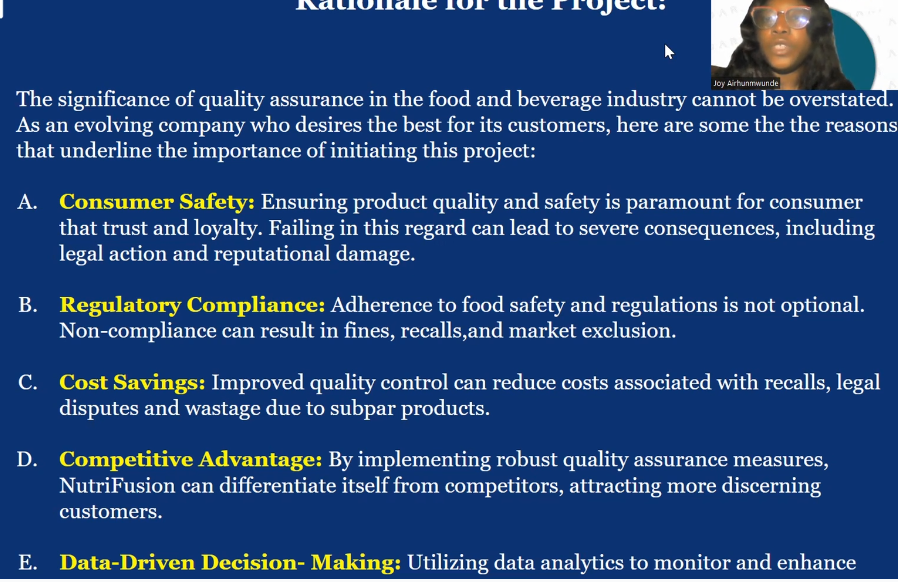 Rationale for the Project:
Joy Airhunmwunde
The significance of quality assurance in the food and beverage industry cannot be overstated.
As an evolving company who desires the best for its customers, here are some the the reasons
that underline the importance of initiating this project:
A. Consumer Safety: Ensuring product quality and safety is paramount for consumer
that trust and loyalty. Failing in this regard can lead to severe consequences, including
legal action and reputational damage.
B. Regulatory Compliance: Adherence to food safety and regulations is not optional.
Non-compliance can result in fines, recalls,and market exclusion.
C. Cost Savings: Improved quality control can reduce costs associated with recalls, legal
disputes and wastage due to subpar products.
D. Competitive Advantage: By implementing robust quality assurance measures,
NutriFusion can differentiate itself from competitors, attracting more discerning
customers.
E. Data-Driven Decision- Making: Utilizing data analytics to monitor and enhance